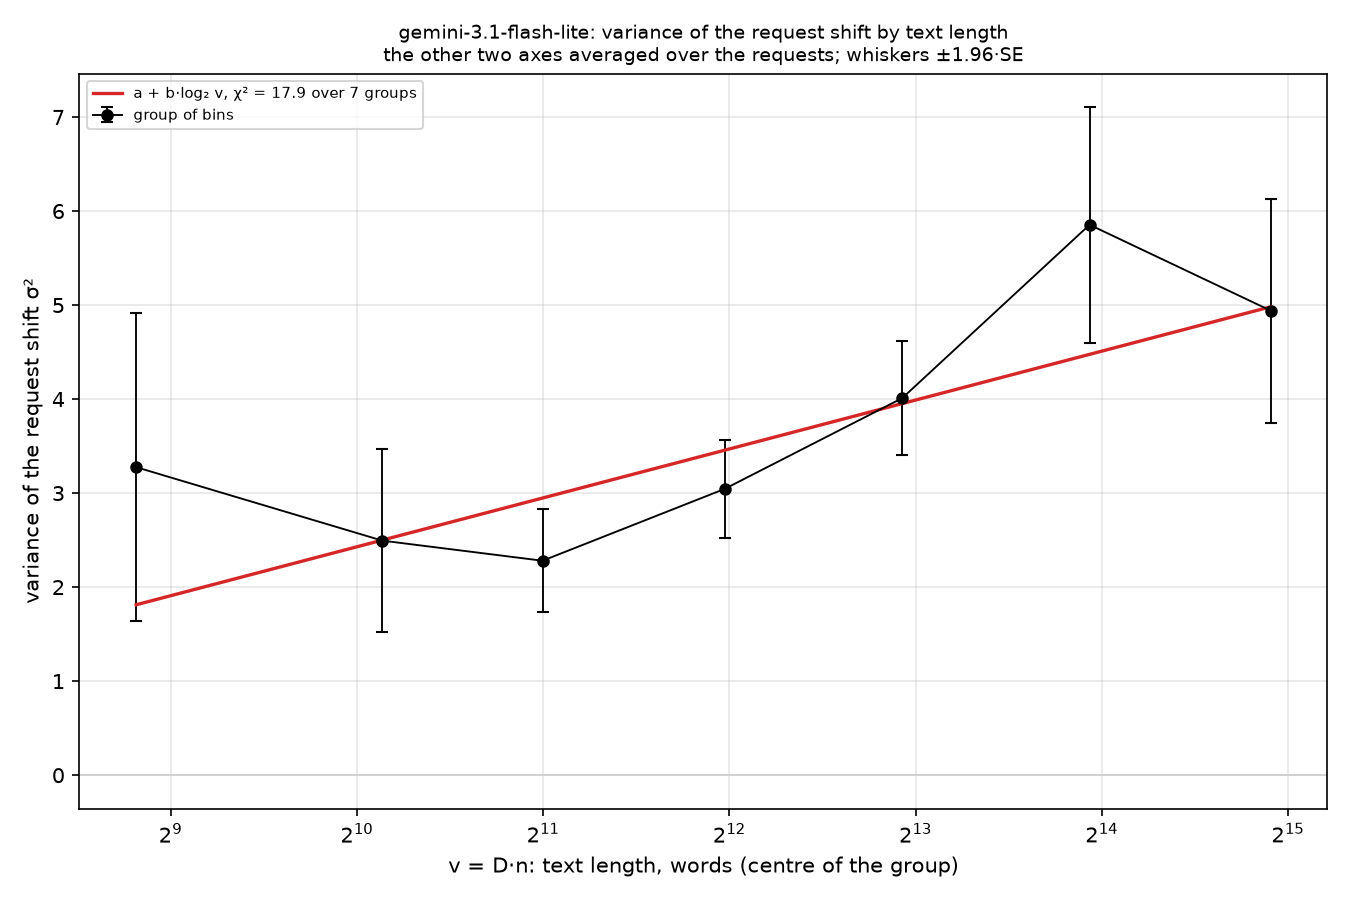 gemini-3.1-flash-lite: variance of the request shift by text length
the other two axes averaged over the requests; whiskers ±1.96·SE
a + b·log₂ v, χ² = 17.9 over 7 groups
group of bins
variance of the request shift σ²
7
6
5
4
3
2
1
0
2⁹ 2¹⁰ 2¹¹ 2¹² 2¹³ 2¹⁴ 2¹⁵
v = D·n: text length, words (centre of the group)